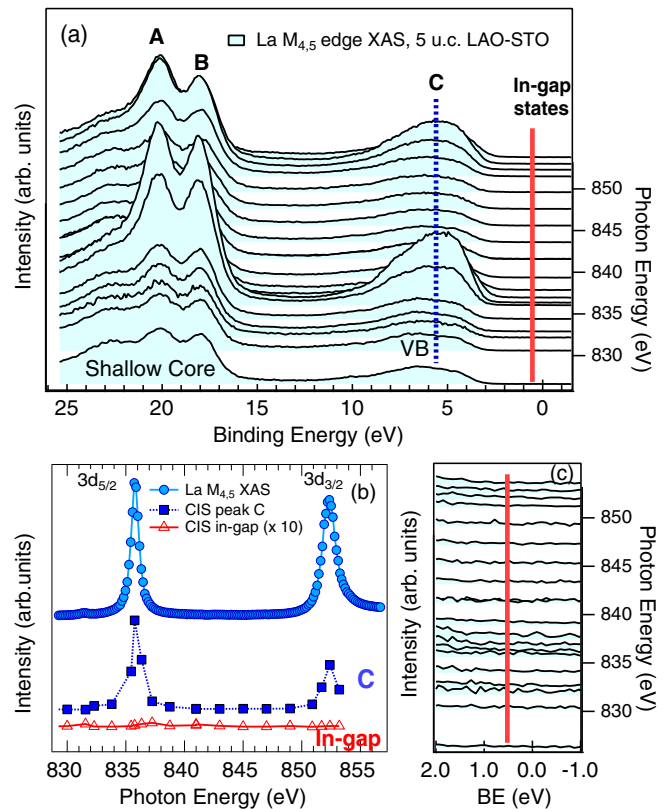 (a)
La M4,5 edge XAS, 5 u.c. LAO-STO
A
B
C
In-gap
states
Intensity (arb. units)
850
845
840
835
830
Photon Energy (eV)
Shallow Core
VB
25 20 15 10 5 0
Binding Energy (eV)
3d5/2
3d3/2
(b)
La M4,5 XAS
CIS peak C
CIS in-gap (x 10)
Intensity (arb.units)
C
In-gap
830 835 840 845 850 855
Photon Energy (eV)
(c)
Intensity (arb. units)
850
845
840
835
830
Photon Energy (eV)
2.0 1.0 0.0 -1.0
BE (eV)